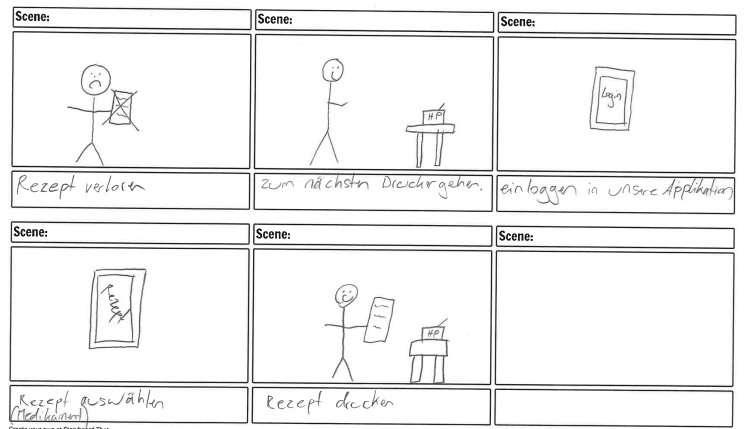 Scene:
Scene:
Scene:
HP
Login
Rezept verloren
zum nächsten Drucker gehen.
einloggen in unsere Applikation
Scene:
Scene:
Scene:
Rezept
HP
Rezept auswählen
(Medikament)
Rezept drucken